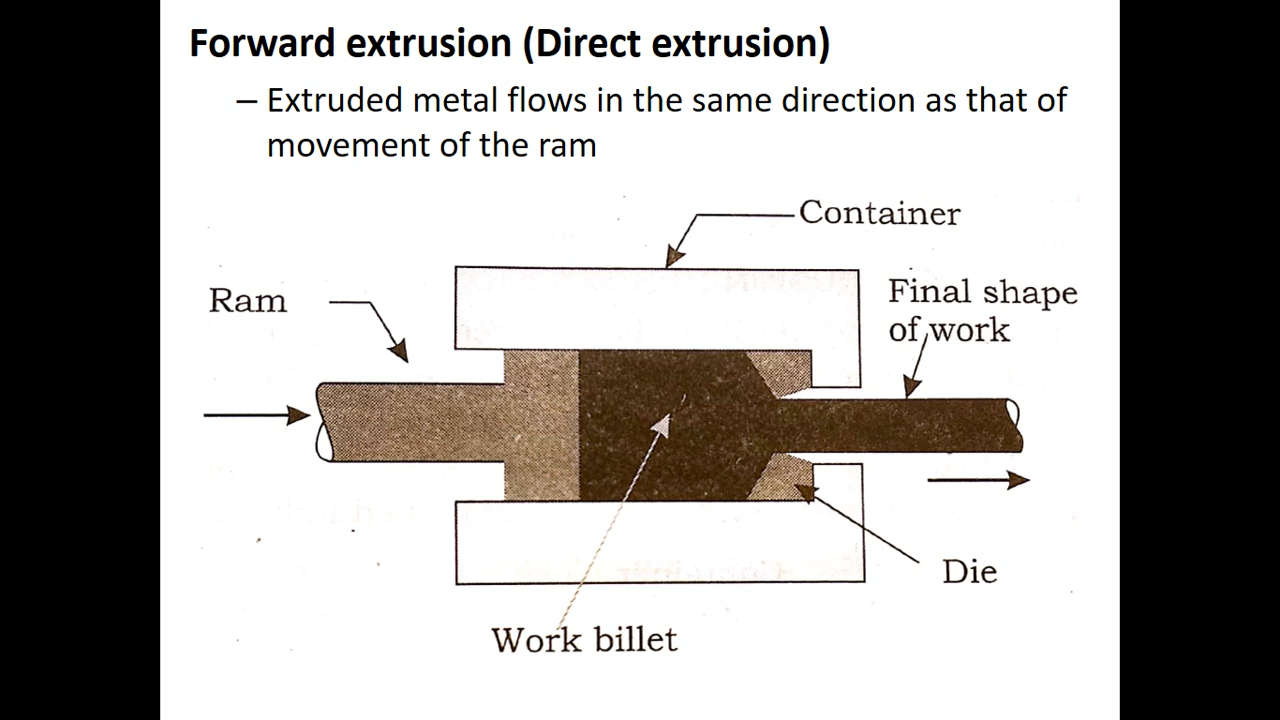 Forward extrusion (Direct extrusion)
– Extruded metal flows in the same direction as that of
movement of the ram
Container
Ram
Final shape
of work
Die
Work billet